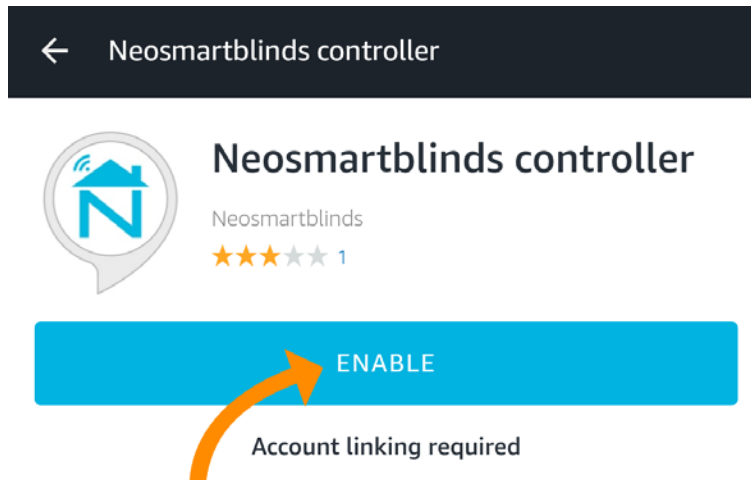 Neosmartblinds controller
Neosmartblinds controller
Neosmartblinds
1
ENABLE
Account linking required